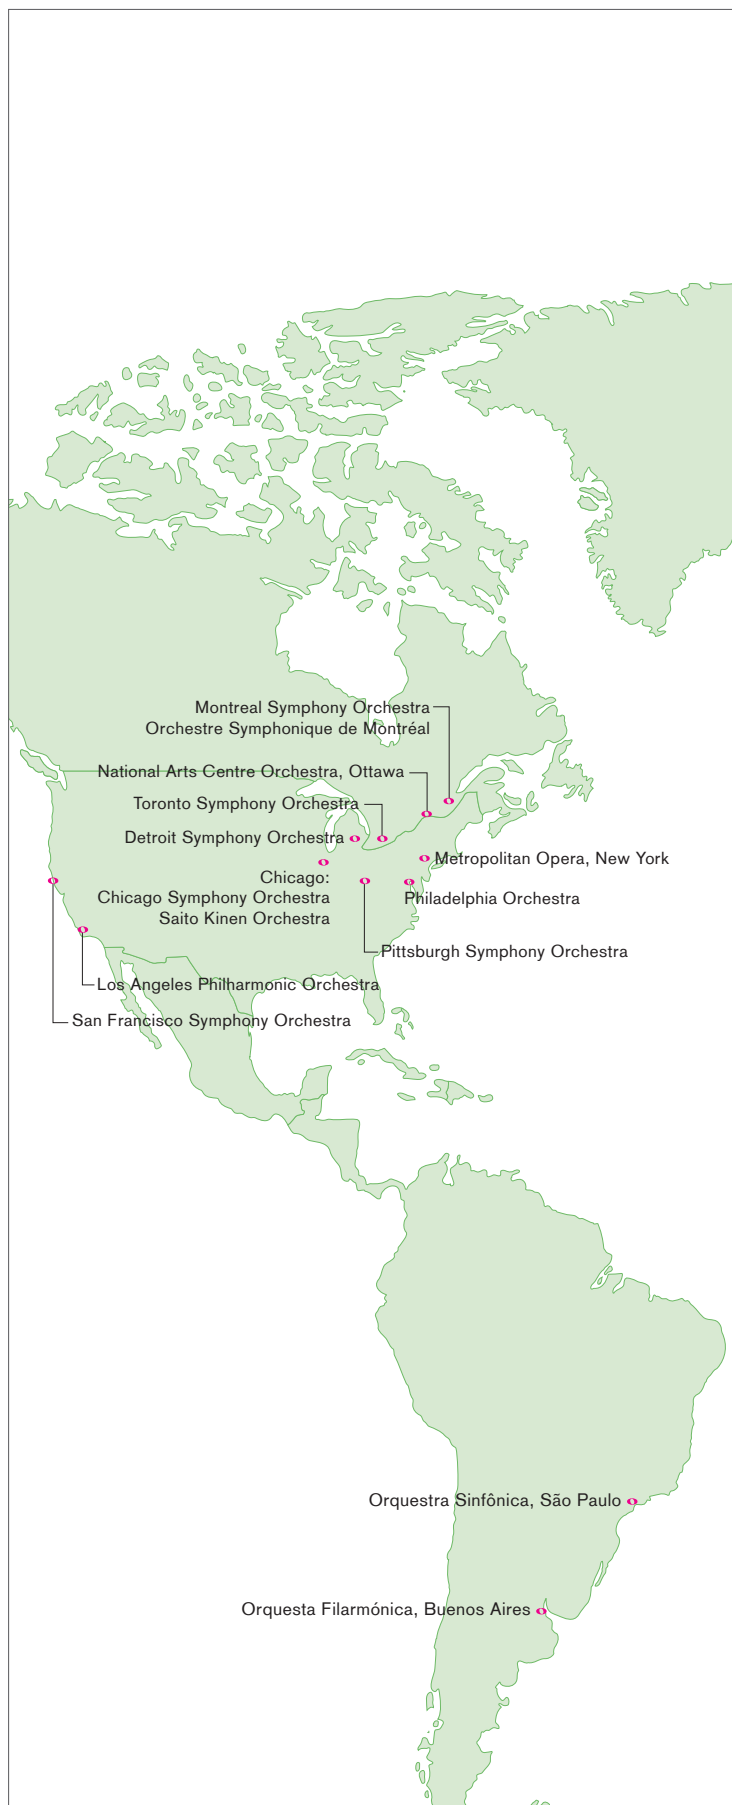 Montreal Symphony Orchestra
Orchestre Symphonique de Montréal
National Arts Centre Orchestra, Ottawa
Toronto Symphony Orchestra
Detroit Symphony Orchestra
Metropolitan Opera, New York
Chicago:
Chicago Symphony Orchestra
Saito Kinen Orchestra
Philadelphia Orchestra
Pittsburgh Symphony Orchestra
Los Angeles Philharmonic Orchestra
San Francisco Symphony Orchestra
Orquestra Sinfônica, São Paulo
Orquesta Filarmónica, Buenos Aires